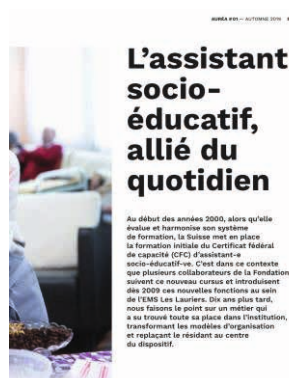 AURÉA #01 — AUTOMNE 2019
L'assistant
socio-
éducatif,
allié du
quotidien
Au début des années 2000, alors qu'elle
évalue et harmonise son système
de formation, la Suisse met en place
la formation initiale du Certificat fédéral
de capacité (CFC) d'assistant-e
socio-éducatif-ve. C'est dans ce contexte
que plusieurs collaborateurs de la Fondation
suivent ce nouveau cursus et introduisent
dès 2009 ces nouvelles fonctions au sein
de l'EMS Les Lauriers. Dix ans plus tard,
nous faisons le point sur un métier qui
a su trouvé toute sa place dans l'institution,
transformant les modèles d'organisation
et replaçant le résidant au centre
du dispositif.